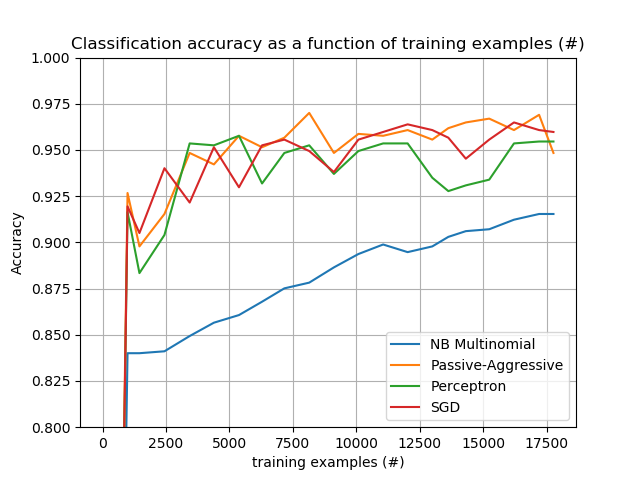 Classification accuracy as a function of training examples (#)
1.000
0.975
0.950
0.925
0.900
0.875
0.850
0.825
0.800
Accuracy
NB Multinomial
Passive-Aggressive
Perceptron
SGD
0 2500 5000 7500 10000 12500 15000 17500
training examples (#)